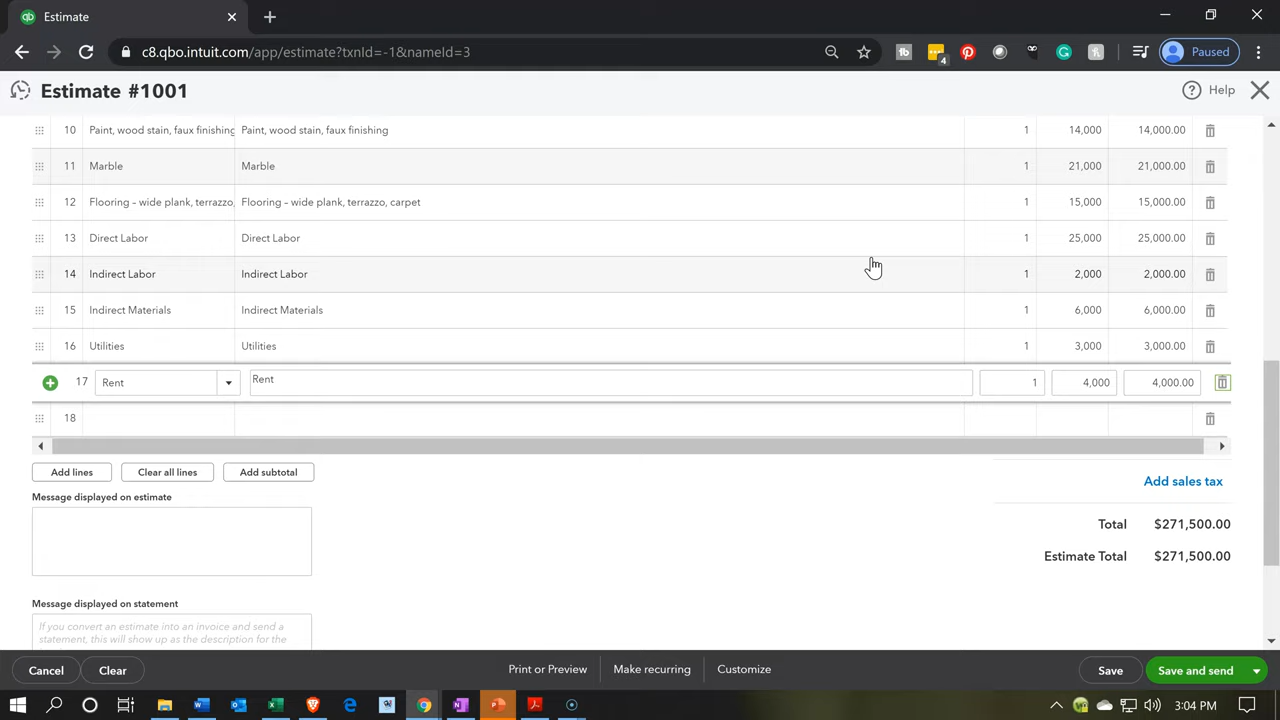 Estimate
c8.qbo.intuit.com/app/estimate?txnId=-1&nameId=3
4
Paused
Estimate #1001
Help
10 Paint, wood stain, faux finishing Paint, wood stain, faux finishing 1 14,000 14,000.00
11 Marble Marble 1 21,000 21,000.00
12 Flooring – wide plank, terrazzo, Flooring – wide plank, terrazzo, carpet 1 15,000 15,000.00
13 Direct Labor Direct Labor 1 25,000 25,000.00
14 Indirect Labor Indirect Labor 1 2,000 2,000.00
15 Indirect Materials Indirect Materials 1 6,000 6,000.00
16 Utilities Utilities 1 3,000 3,000.00
17 Rent Rent 1 4,000 4,000.00
18
Add lines Clear all lines Add subtotal
Add sales tax
Message displayed on estimate
Total $271,500.00
Estimate Total $271,500.00
Message displayed on statement
If you convert an estimate into an invoice and send a
statement, this will show up as the description for the
Cancel Clear Print or Preview Make recurring Customize Save Save and send
3:04 PM